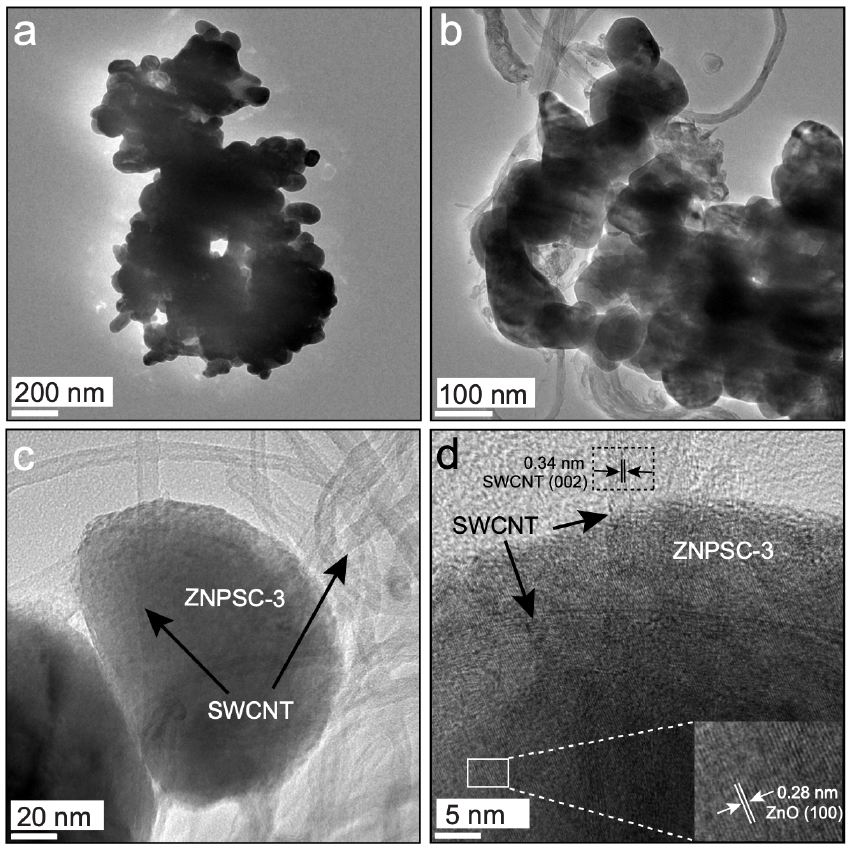 a
b
200 nm
100 nm
c
ZNPSC-3
SWCNT
20 nm
d
0.34 nm
SWCNT (002)
SWCNT
ZNPSC-3
0.28 nm
ZnO (100)
5 nm